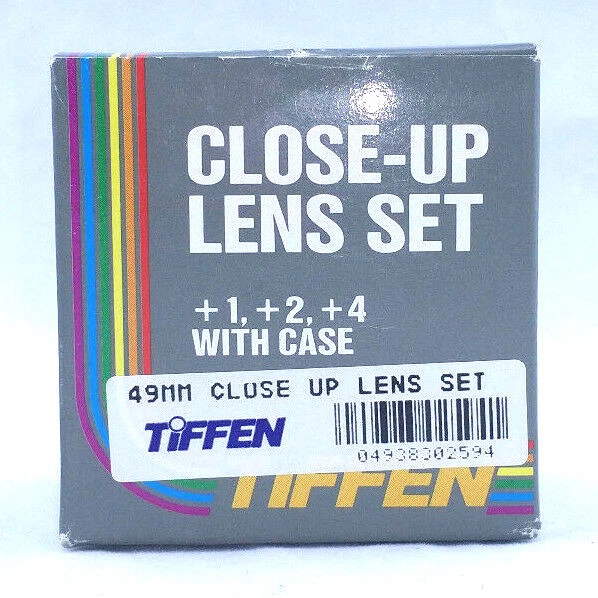 CLOSE-UP
LENS SET
+1, +2, +4
WITH CASE
49MM CLOSE UP LENS SET
TiFFEN
04938302594
TIFFEN